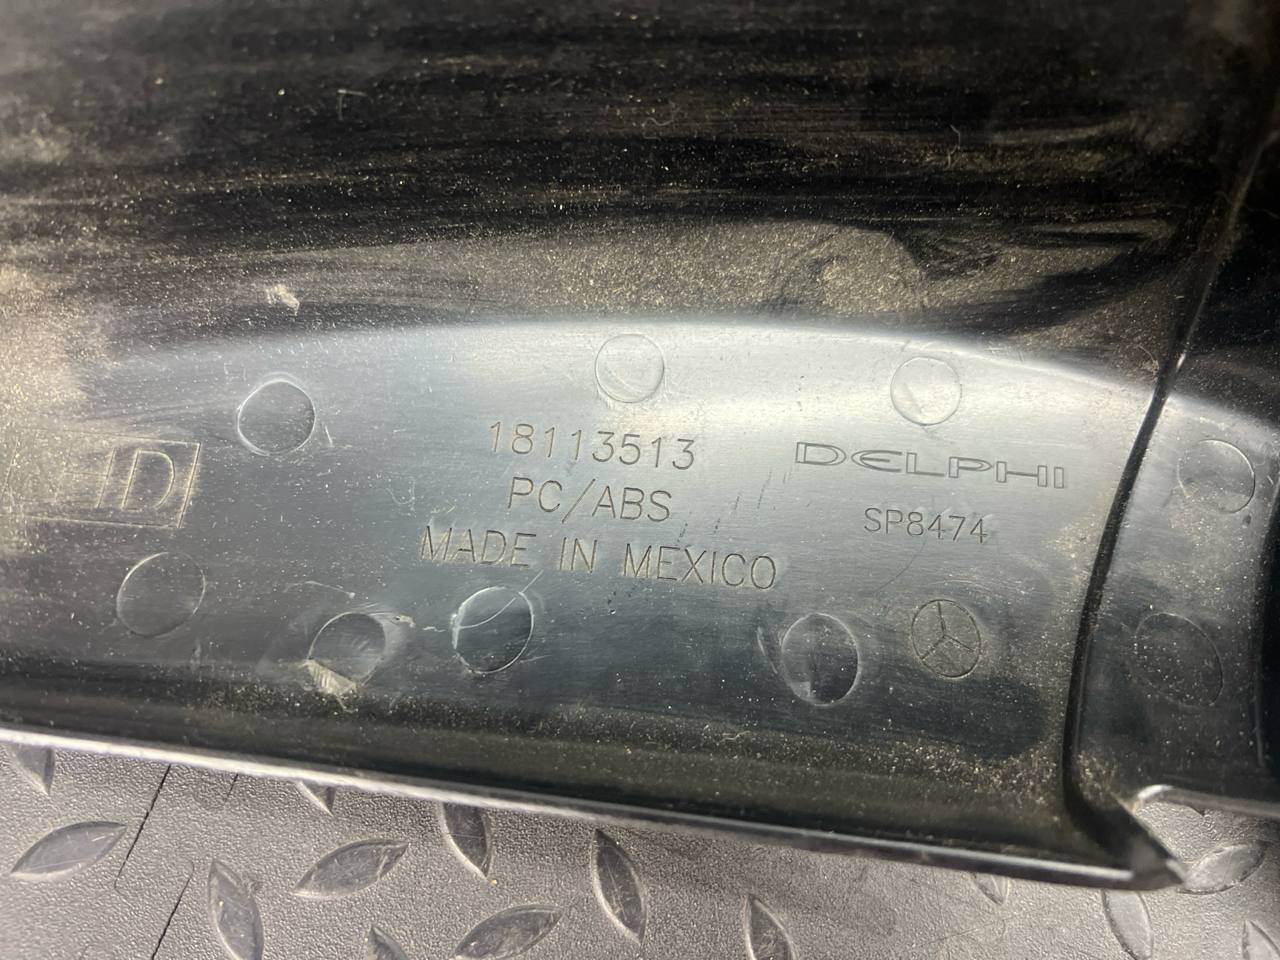 18113513
PC/ABS
MADE IN MEXICO
DELPHI
SP8474